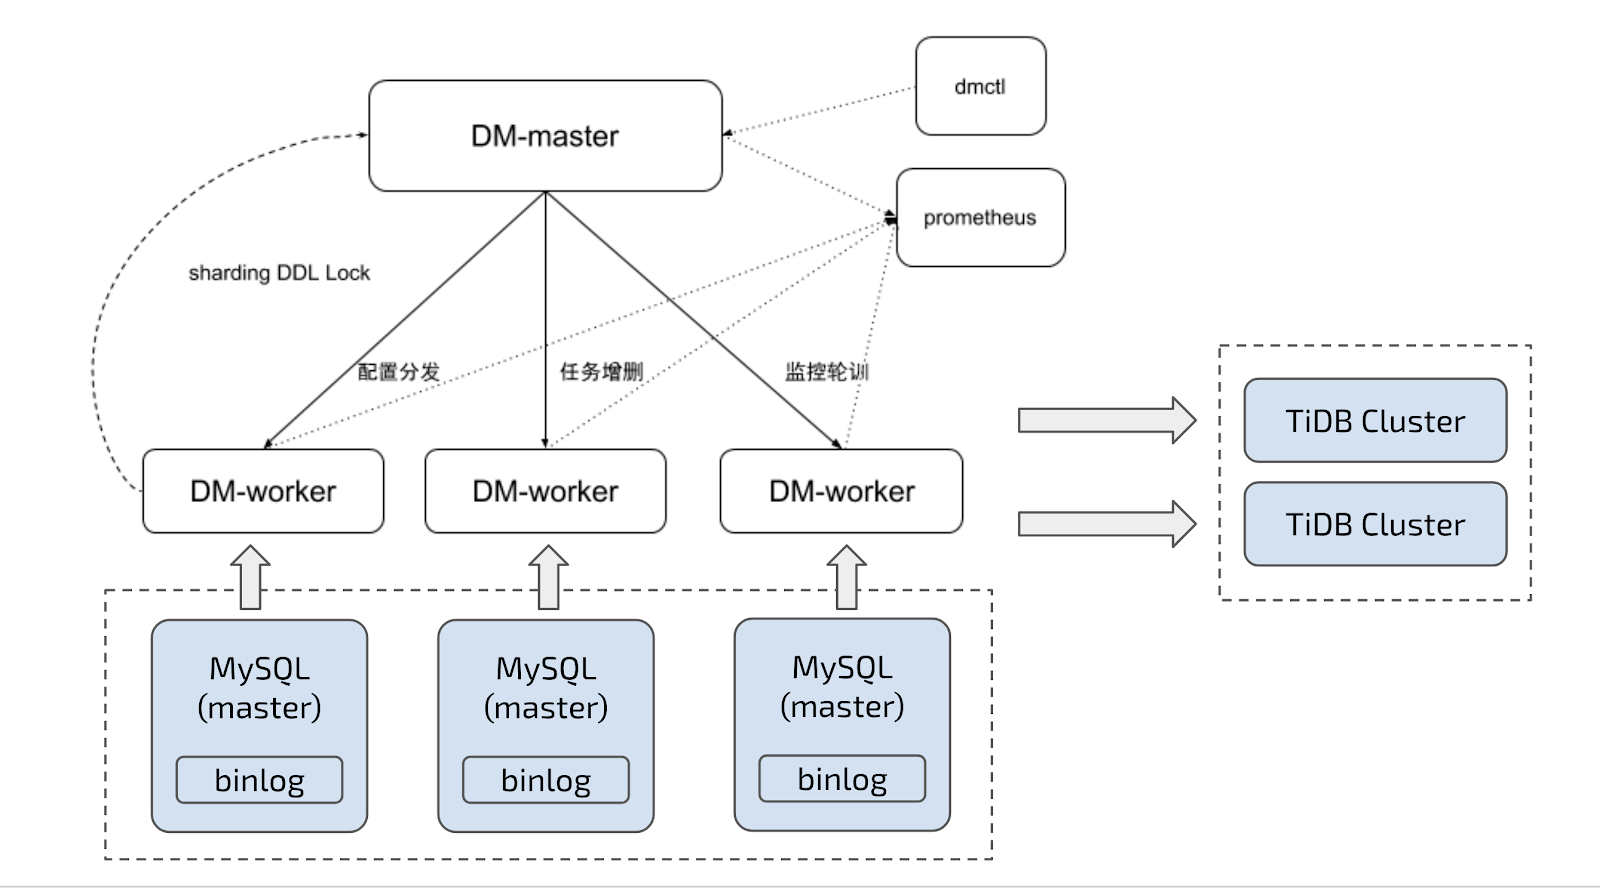 dmctl
DM-master
prometheus
sharding DDL Lock
配置分发
任务增删
监控轮训
DM-worker
DM-worker
DM-worker
TiDB Cluster
TiDB Cluster
MySQL
(master)
binlog
MySQL
(master)
binlog
MySQL
(master)
binlog